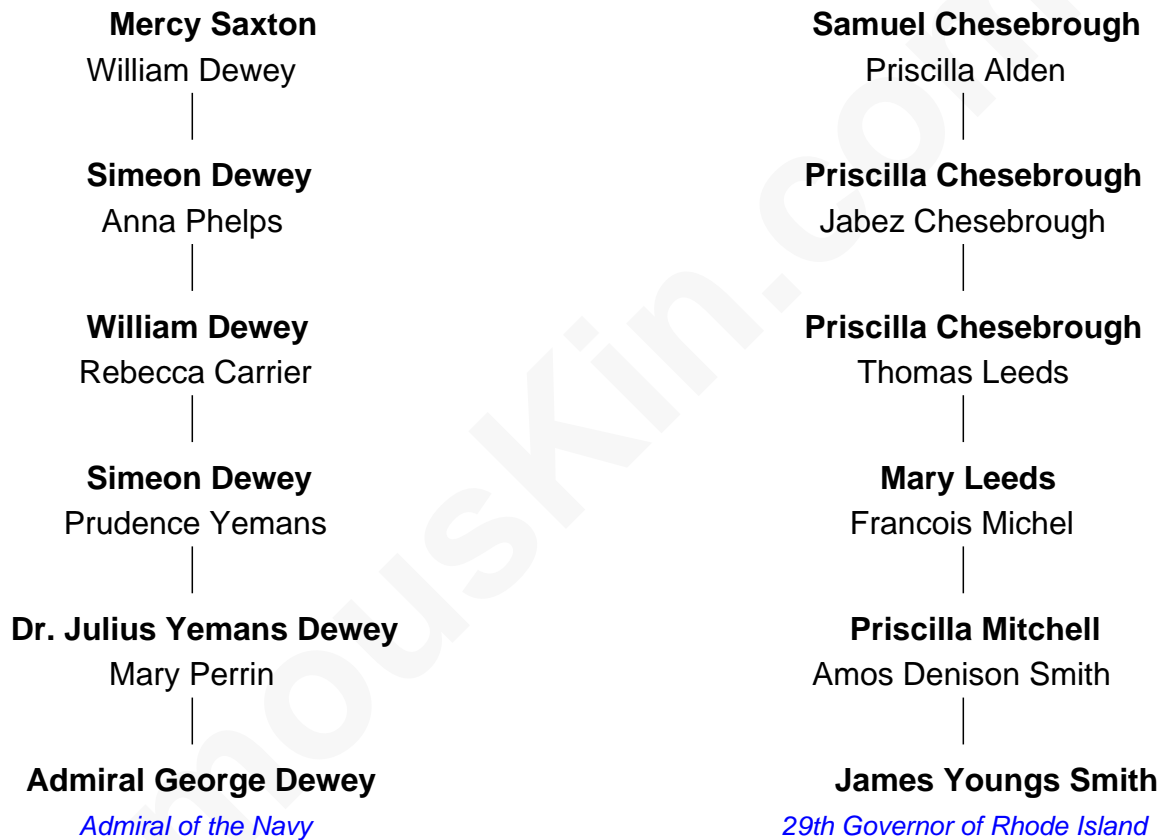 Mercy Saxton
William Dewey
Simeon Dewey
Anna Phelps
William Dewey
Rebecca Carrier
Simeon Dewey
Prudence Yemans
Dr. Julius Yemans Dewey
Mary Perrin
Admiral George Dewey
Admiral of the Navy
Samuel Chesebrough
Priscilla Alden
Priscilla Chesebrough
Jabez Chesebrough
Priscilla Chesebrough
Thomas Leeds
Mary Leeds
Francois Michel
Priscilla Mitchell
Amos Denison Smith
James Youngs Smith
29th Governor of Rhode Island
mouskin.com